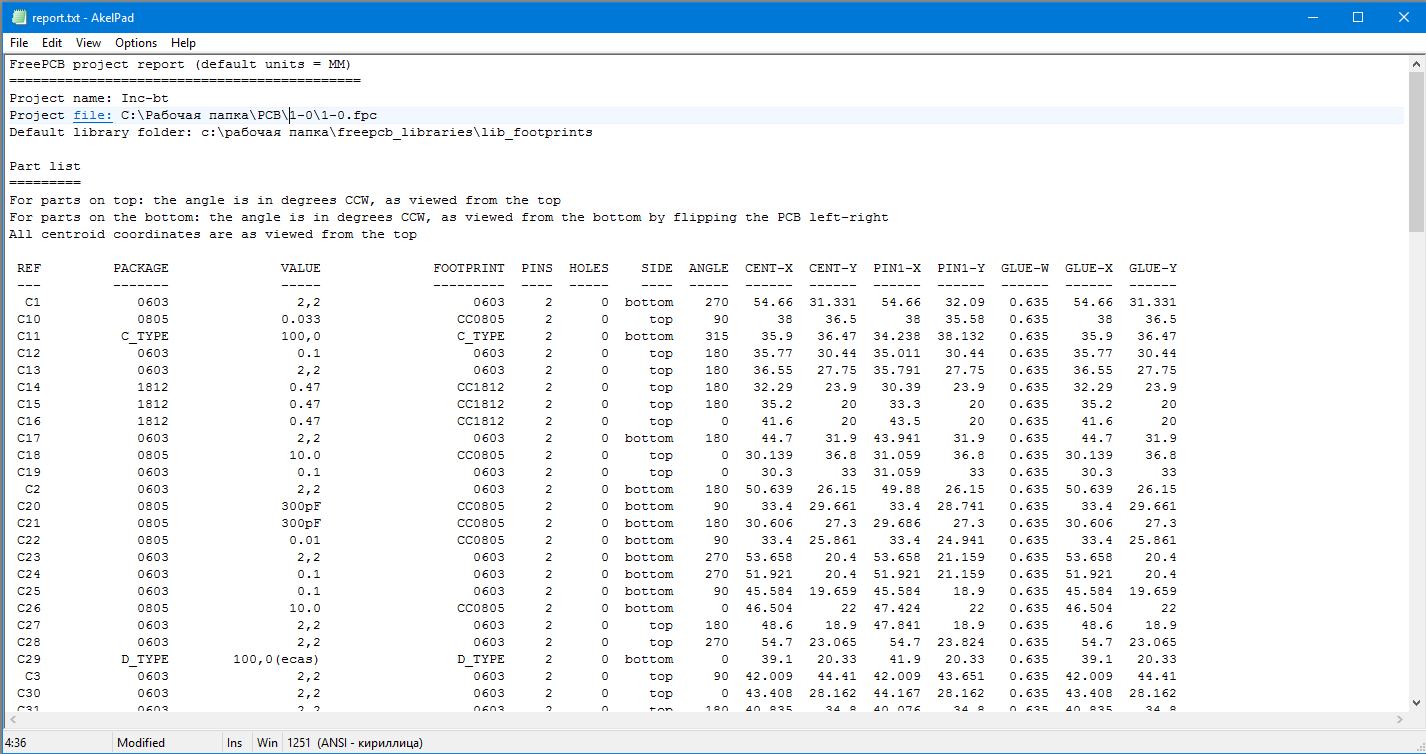 report.txt - AkelPad
File Edit View Options Help
FreePCB project report (default units = MM)
============================================
Project name: Inc-bt
Project file: C:\Рабочая папка\PCB\1-0\1-0.fpc
Default library folder: c:\рабочая папка\freepcb_libraries\lib_footprints
Part list
=========
For parts on top: the angle is in degrees CCW, as viewed from the top
For parts on the bottom: the angle is in degrees CCW, as viewed from the bottom by flipping the PCB left-right
All centroid coordinates are as viewed from the top
REF PACKAGE VALUE FOOTPRINT PINS HOLES SIDE ANGLE CENT-X CENT-Y PIN1-X PIN1-Y GLUE-W GLUE-X GLUE-Y
--- ------- ----- --------- ---- ----- ---- ----- ------ ------ ------ ------ ------ ------ ------
C1 0603 2,2 0603 2 0 bottom 270 54.66 31.331 54.66 32.09 0.635 54.66 31.331
C10 0805 0.033 CC0805 2 0 top 90 38 36.5 38 35.58 0.635 38 36.5
C11 C_TYPE 100,0 C_TYPE 2 0 bottom 315 35.9 36.47 34.238 38.132 0.635 35.9 36.47
C12 0603 0.1 0603 2 0 top 180 35.77 30.44 35.011 30.44 0.635 35.77 30.44
C13 0603 2,2 0603 2 0 top 180 36.55 27.75 35.791 27.75 0.635 36.55 27.75
C14 1812 0.47 CC1812 2 0 top 180 32.29 23.9 30.39 23.9 0.635 32.29 23.9
C15 1812 0.47 CC1812 2 0 top 180 35.2 20 33.3 20 0.635 35.2 20
C16 1812 0.47 CC1812 2 0 top 0 41.6 20 43.5 20 0.635 41.6 20
C17 0603 2,2 0603 2 0 bottom 180 44.7 31.9 43.941 31.9 0.635 44.7 31.9
C18 0805 10.0 CC0805 2 0 top 0 30.139 36.8 31.059 36.8 0.635 30.139 36.8
C19 0603 0.1 0603 2 0 top 0 30.3 33 31.059 33 0.635 30.3 33
C2 0603 2,2 0603 2 0 bottom 180 50.639 26.15 49.88 26.15 0.635 50.639 26.15
C20 0805 300pF CC0805 2 0 bottom 90 33.4 29.661 33.4 28.741 0.635 33.4 29.661
C21 0805 300pF CC0805 2 0 bottom 180 30.606 27.3 29.686 27.3 0.635 30.606 27.3
C22 0805 0.01 CC0805 2 0 bottom 90 33.4 25.861 33.4 24.941 0.635 33.4 25.861
C23 0603 2,2 0603 2 0 bottom 270 53.658 20.4 53.658 21.159 0.635 53.658 20.4
C24 0603 0.1 0603 2 0 bottom 270 51.921 20.4 51.921 21.159 0.635 51.921 20.4
C25 0603 0.1 0603 2 0 bottom 90 45.584 19.659 45.584 18.9 0.635 45.584 19.659
C26 0805 10.0 CC0805 2 0 bottom 0 46.504 22 47.424 22 0.635 46.504 22
C27 0603 2,2 0603 2 0 top 180 48.6 18.9 47.841 18.9 0.635 48.6 18.9
C28 0603 2,2 0603 2 0 top 270 54.7 23.065 54.7 23.824 0.635 54.7 23.065
C29 D_TYPE 100,0(ecas) D_TYPE 2 0 bottom 0 39.1 20.33 41.9 20.33 0.635 39.1 20.33
C3 0603 2,2 0603 2 0 top 90 42.009 44.41 42.009 43.651 0.635 42.009 44.41
C30 0603 2,2 0603 2 0 top 0 43.408 28.162 44.167 28.162 0.635 43.408 28.162
C31 0603 2,2 0603 2 0 top 180 40.835 34.8 40.076 34.8 0.635 40.835 34.8
4:36 Modified Ins Win 1251 (ANSI - кириллица)